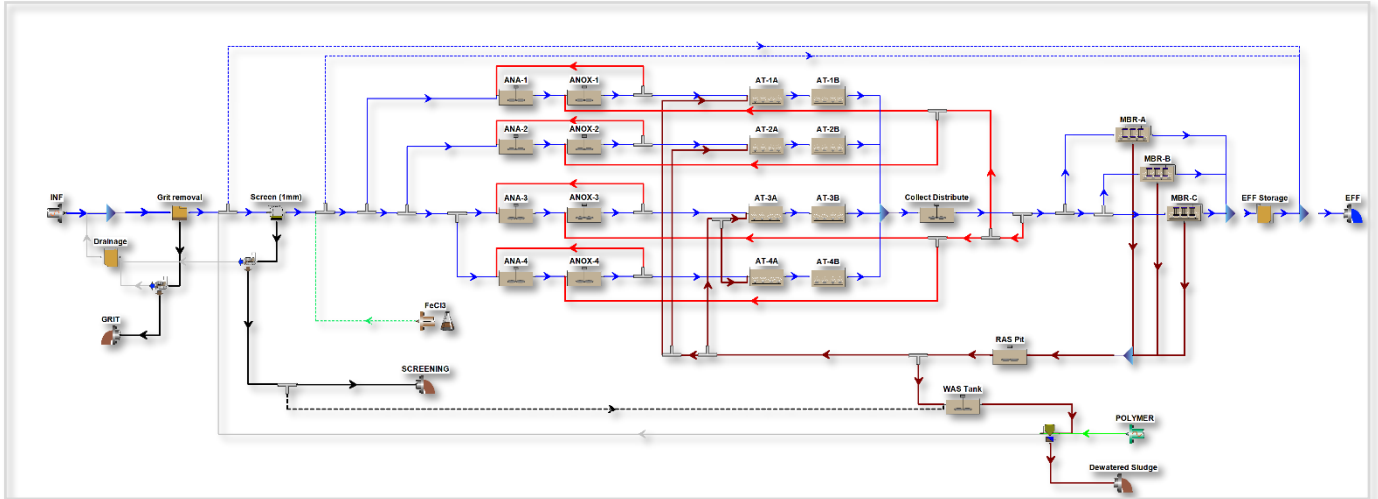 ANA-1
ANOX-1
AT-1A
AT-1B
ANA-2
ANOX-2
AT-2A
AT-2B
MBR-A
MBR-B
INF
Grit removal
Screen (1mm)
ANA-3
ANOX-3
AT-3A
AT-3B
Collect Distribute
MBR-C
EFF Storage
EFF
Drainage
ANA-4
ANOX-4
AT-4A
AT-4B
GRIT
FeCl3
RAS Pit
SCREENING
WAS Tank
POLYMER
Dewatered Sludge